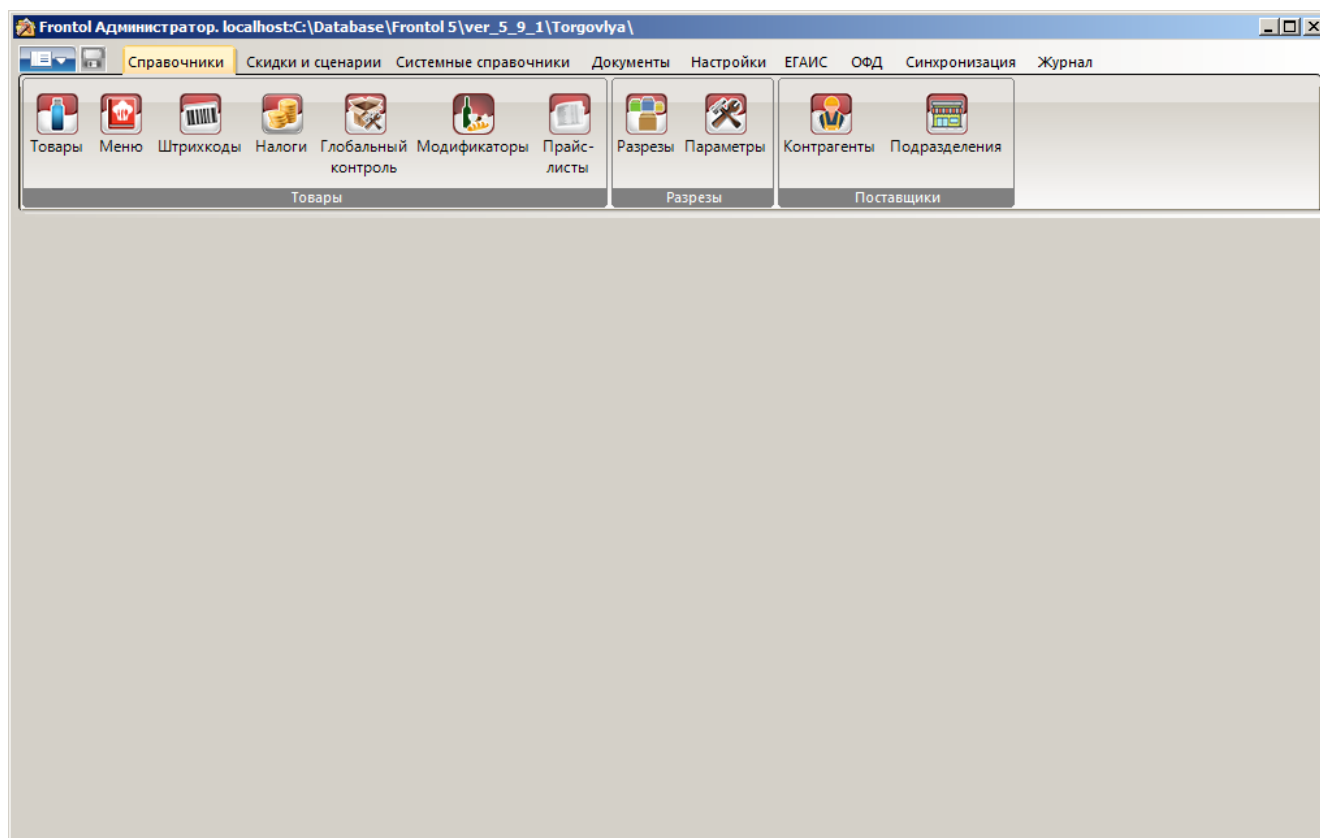 Frontol Администратор. localhost:C:\Database\Frontol 5\ver_5_9_1\Torgovlya\
Справочники Скидки и сценарии Системные справочники Документы Настройки ЕГАИС ОФД Синхронизация Журнал
Товары Меню Штрихкоды Налоги Глобальный Модификаторы Прайс- Разрезы Параметры Контрагенты Подразделения
контроль листы
Товары Разрезы Поставщики